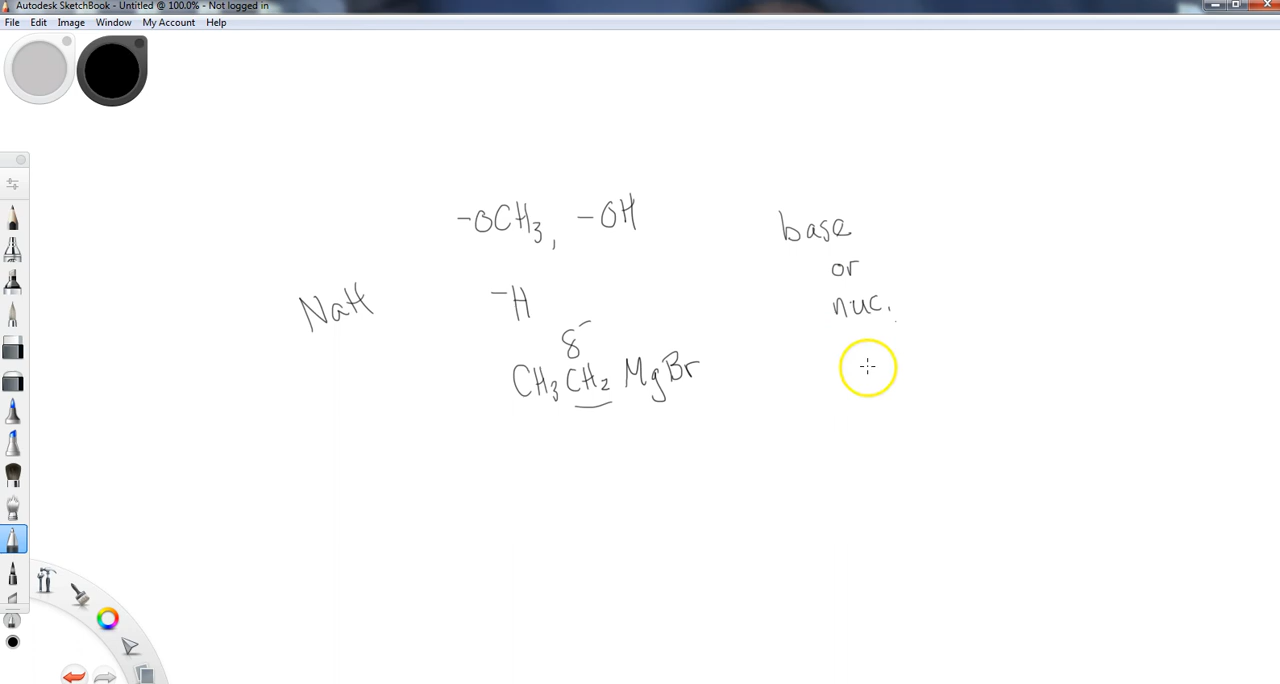 Autodesk SketchBook - Untitled @ 100.0% - Not logged in
File Edit Image Window My Account Help
-OCH3, -OH
base
or
nuc.
NaH
-H
δ-
CH3CH2MgBr